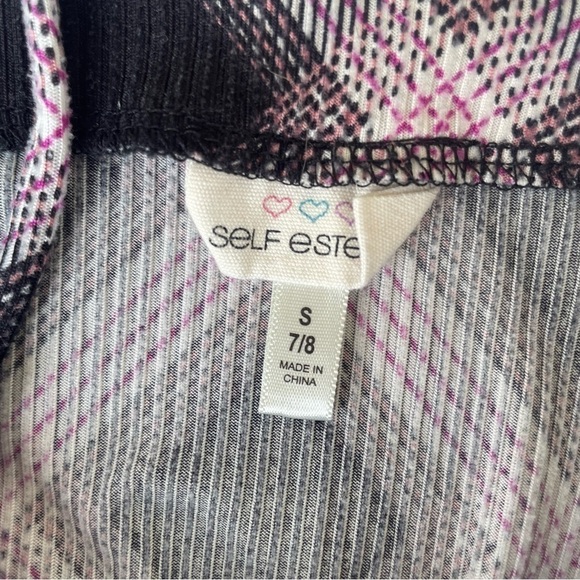 SELF ESTE
S
7/8
MADE IN
CHINA